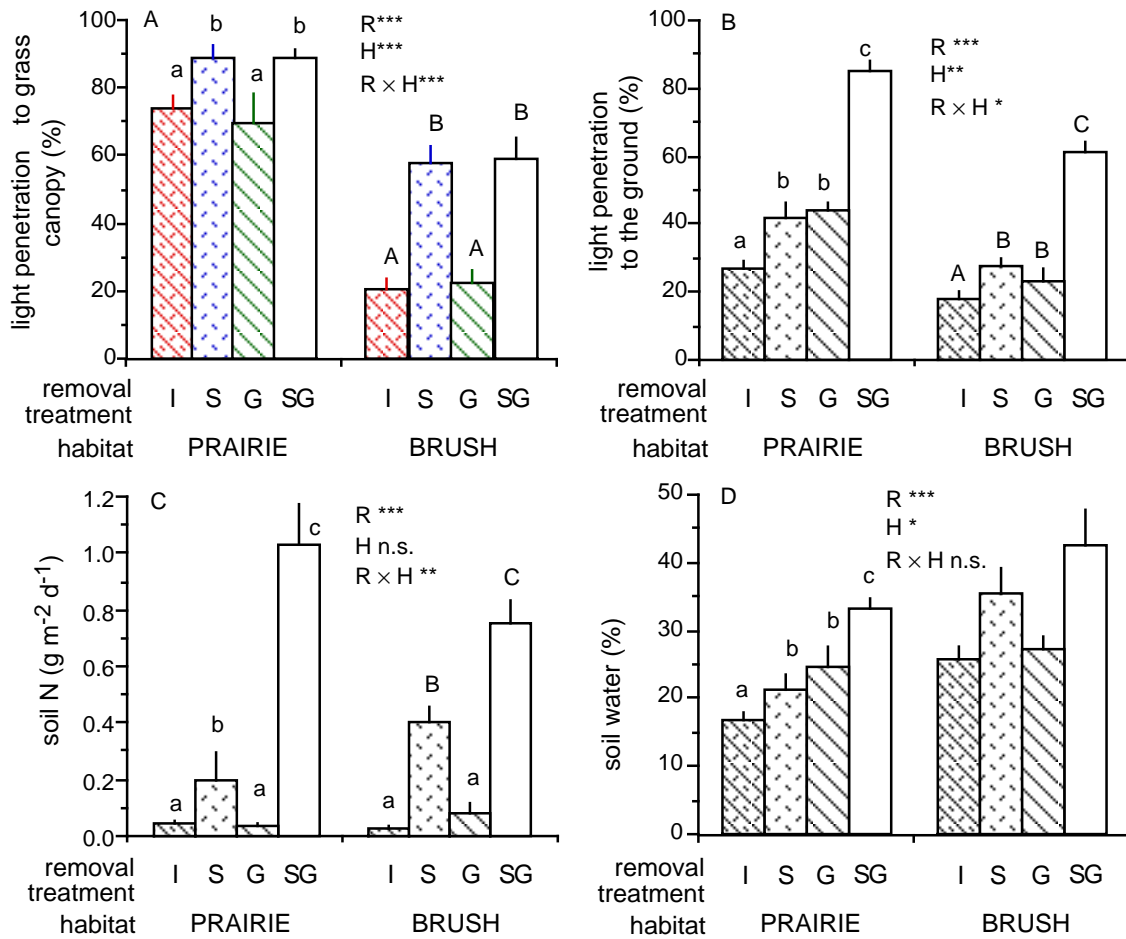 A
light penetration to grass
canopy (%)
100
80
60
40
20
0
a
b
a
b
A
B
A
B
R***
H***
R × H***
removal
treatment
I S G SG I S G SG
habitat PRAIRIE BRUSH
B
light penetration
to the ground (%)
100
80
60
40
20
0
a
b
b
c
A
B
B
C
R ***
H**
R × H *
removal
treatment
I S G SG I S G SG
habitat PRAIRIE BRUSH
C
soil N (g m-2 d-1)
1.2
1.0
0.8
0.6
0.4
0.2
0.0
a
b
a
c
a
B
a
C
R ***
H n.s.
R × H **
removal
treatment
I S G SG I S G SG
habitat PRAIRIE BRUSH
D
soil water (%)
50
40
30
20
10
0
a
b
b
c
R ***
H *
R × H n.s.
removal
treatment
I S G SG I S G SG
habitat PRAIRIE BRUSH